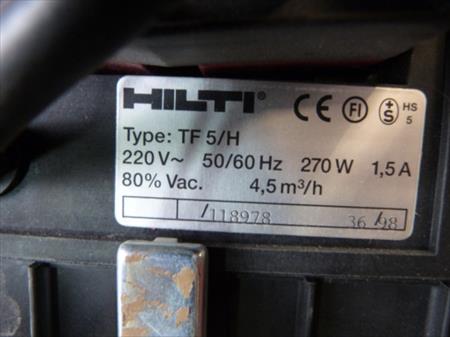 HILTI®
CE FI +S HS 5
Type: TF 5/H
220 V~ 50/60 Hz 270 W 1,5 A
80% Vac. 4,5 m³/h
/118978 36 /98